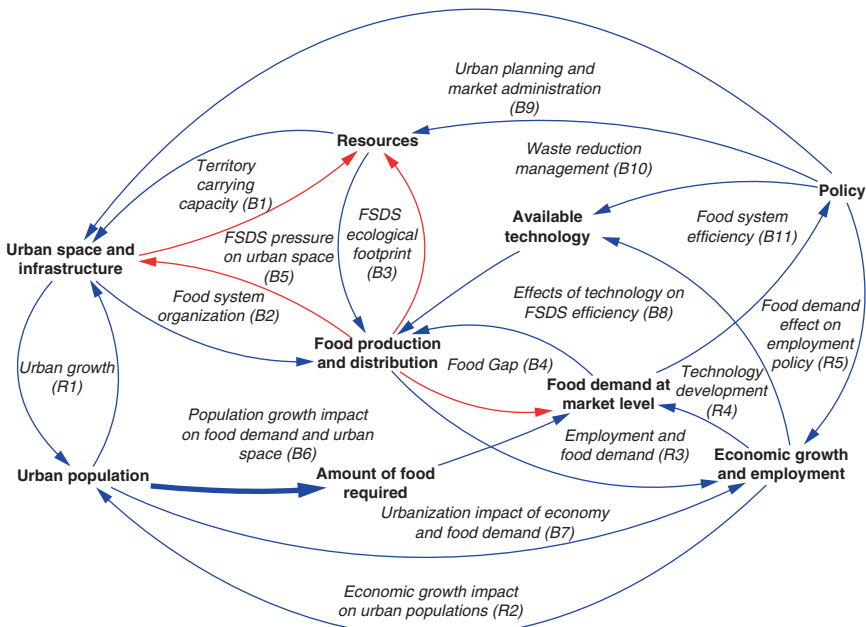 Urban planning and
market administration
(B9)
Resources
Waste reduction
management (B10)
Policy
Territory
carrying
capacity (B1)
FSDS
ecological
footprint
(B3)
Available
technology
Food system
efficiency (B11)
Urban space and
infrastructure
FSDS pressure
on urban space
(B5)
Food system
organization (B2)
Effects of technology on
FSDS efficiency (B8)
Food demand
effect on
employment
policy (R5)
Food production
and distribution
Urban growth
(R1)
Food Gap (B4)
Food demand at
market level
Technology
development
(R4)
Population growth impact
on food demand and urban
space (B6)
Employment and
food demand (R3)
Economic growth
and employment
Urban population
Amount of food
required
Urbanization impact of economy
and food demand (B7)
Economic growth impact
on urban populations (R2)